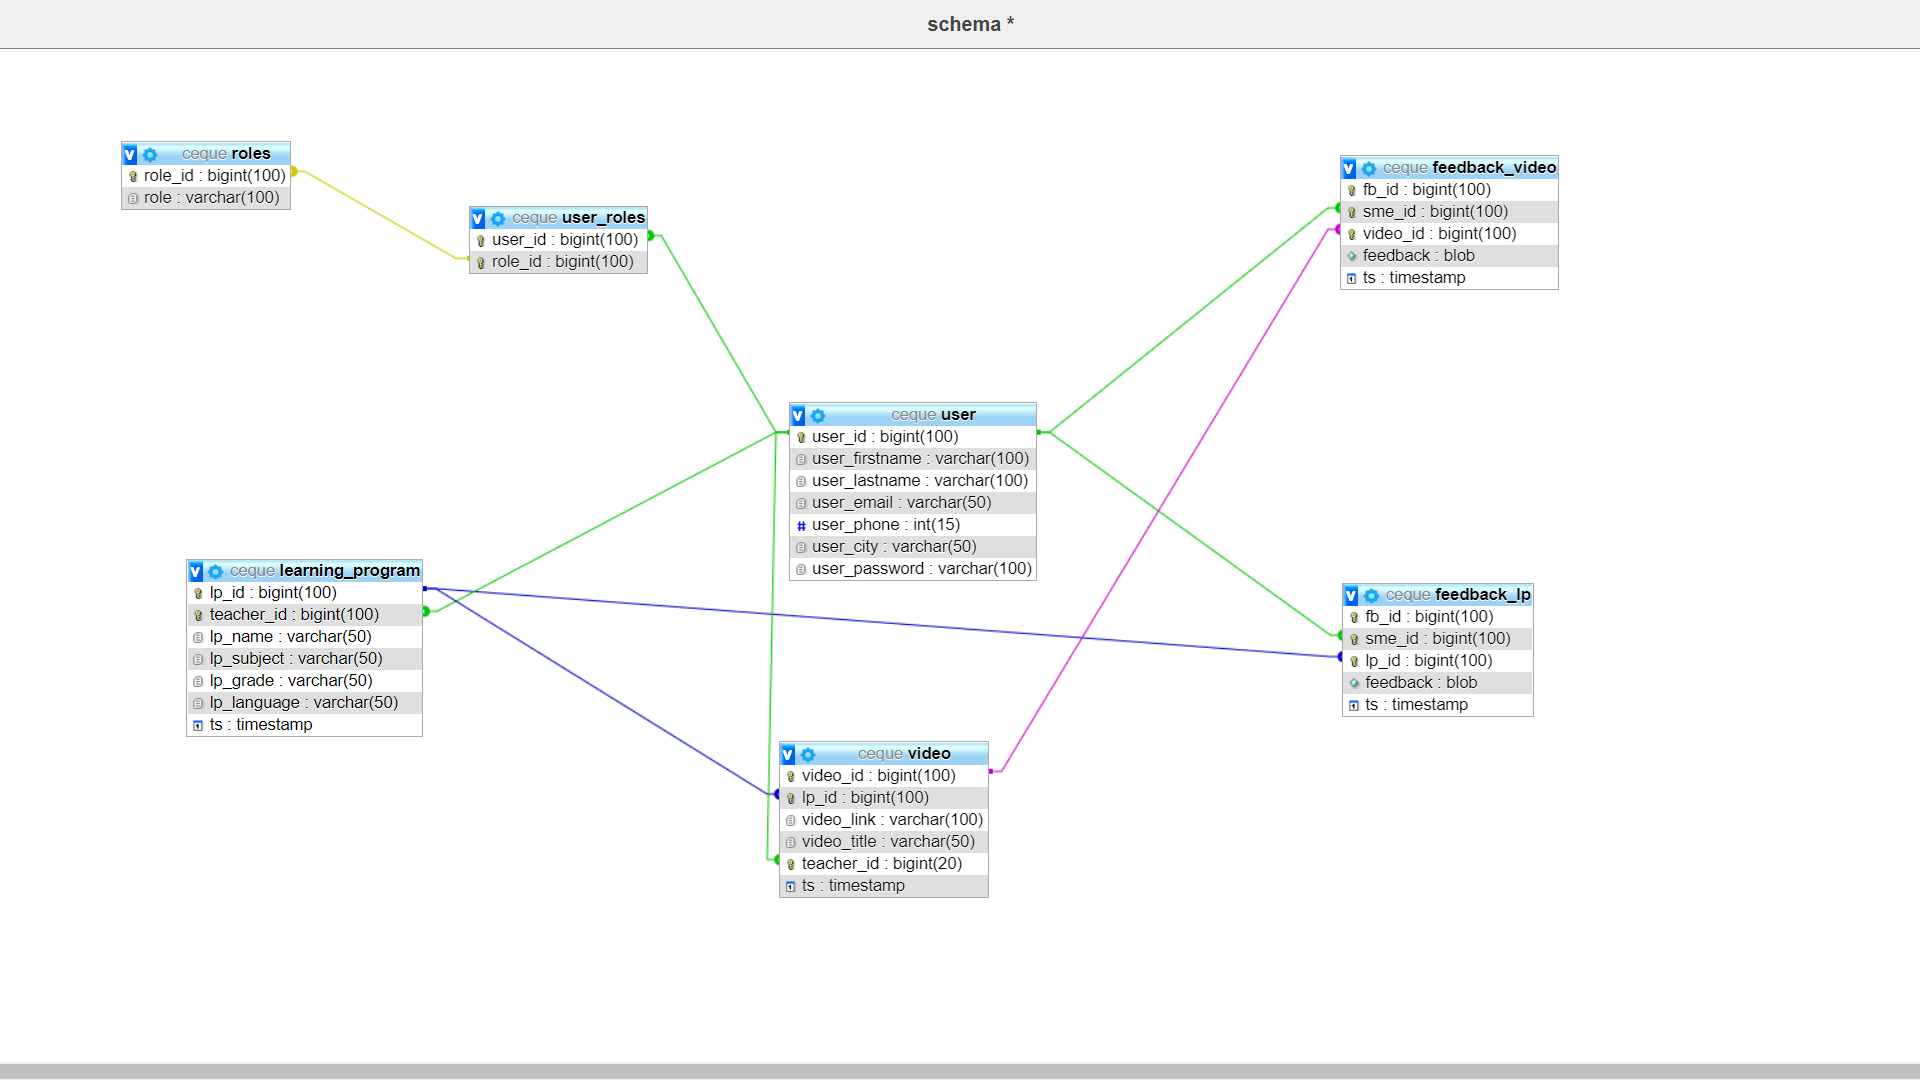 schema *
ceque roles
role_id : bigint(100)
role : varchar(100)
ceque user_roles
user_id : bigint(100)
role_id : bigint(100)
ceque feedback_video
fb_id : bigint(100)
sme_id : bigint(100)
video_id : bigint(100)
feedback : blob
ts : timestamp
ceque user
user_id : bigint(100)
user_firstname : varchar(100)
user_lastname : varchar(100)
user_email : varchar(50)
# user_phone : int(15)
user_city : varchar(50)
user_password : varchar(100)
ceque learning_program
lp_id : bigint(100)
teacher_id : bigint(100)
lp_name : varchar(50)
lp_subject : varchar(50)
lp_grade : varchar(50)
lp_language : varchar(50)
ts : timestamp
ceque feedback_lp
fb_id : bigint(100)
sme_id : bigint(100)
lp_id : bigint(100)
feedback : blob
ts : timestamp
ceque video
video_id : bigint(100)
lp_id : bigint(100)
video_link : varchar(100)
video_title : varchar(50)
teacher_id : bigint(20)
ts : timestamp